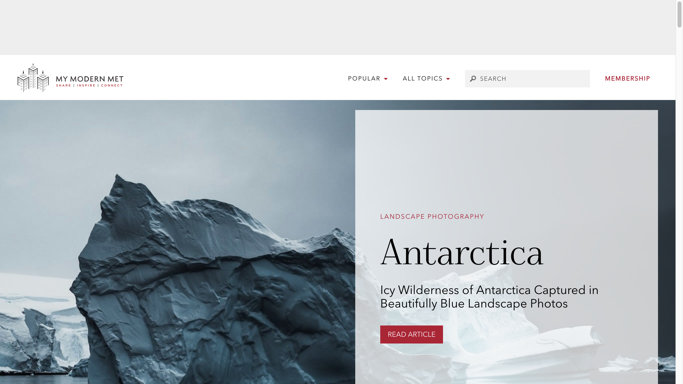 MY MODERN MET
SHARE | INSPIRE | CONNECT
POPULAR
ALL TOPICS
SEARCH
MEMBERSHIP
LANDSCAPE PHOTOGRAPHY
Antarctica
Icy Wilderness of Antarctica Captured in
Beautifully Blue Landscape Photos
READ ARTICLE